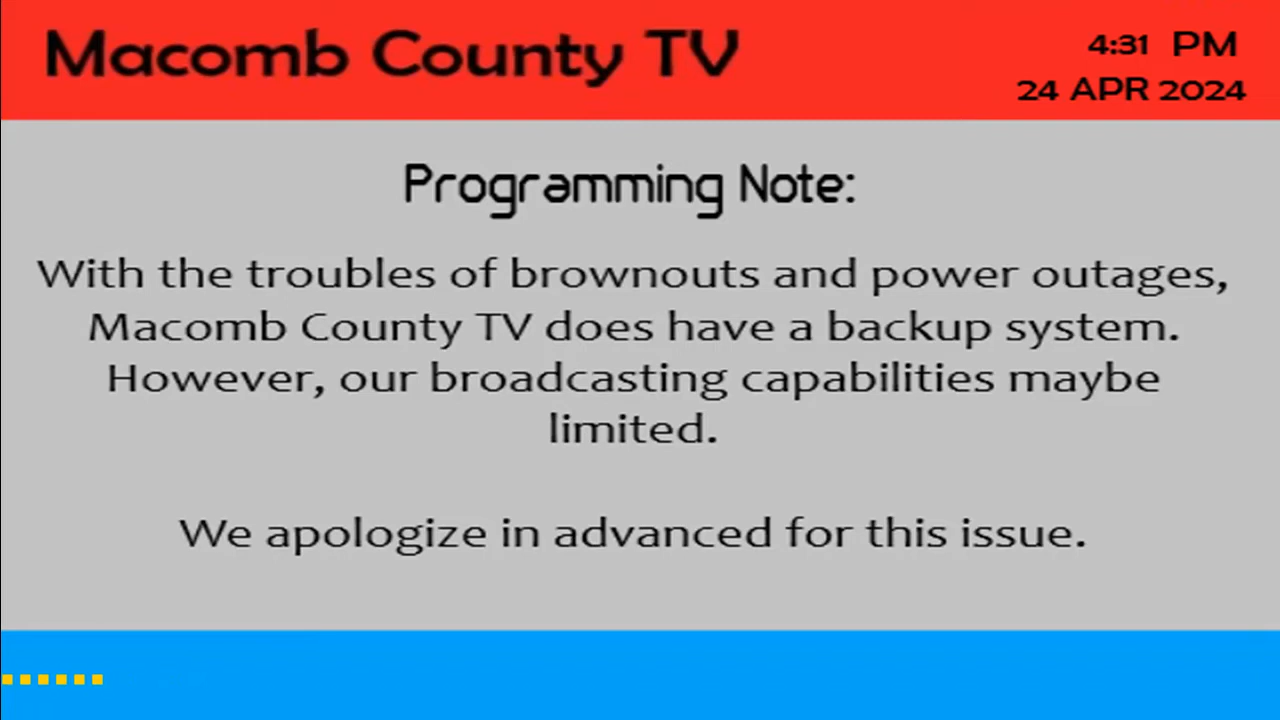 Macomb County TV
4:31 PM
24 APR 2024
Programming Note:
With the troubles of brownouts and power outages,
Macomb County TV does have a backup system.
However, our broadcasting capabilities maybe
limited.
We apologize in advanced for this issue.